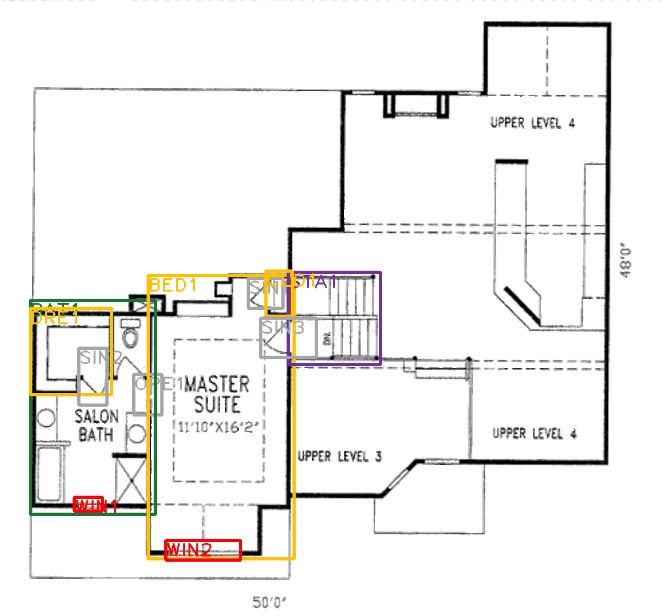 UPPER LEVEL 4
48'0"
BED1
STA1
SIN3
DN.
BAT1
DRE1
SIN2
OPE1
MASTER
SUITE
11'10"X16'2"
SALON
BATH
UPPER LEVEL 3
UPPER LEVEL 4
WIN1
WIN2
50'0"